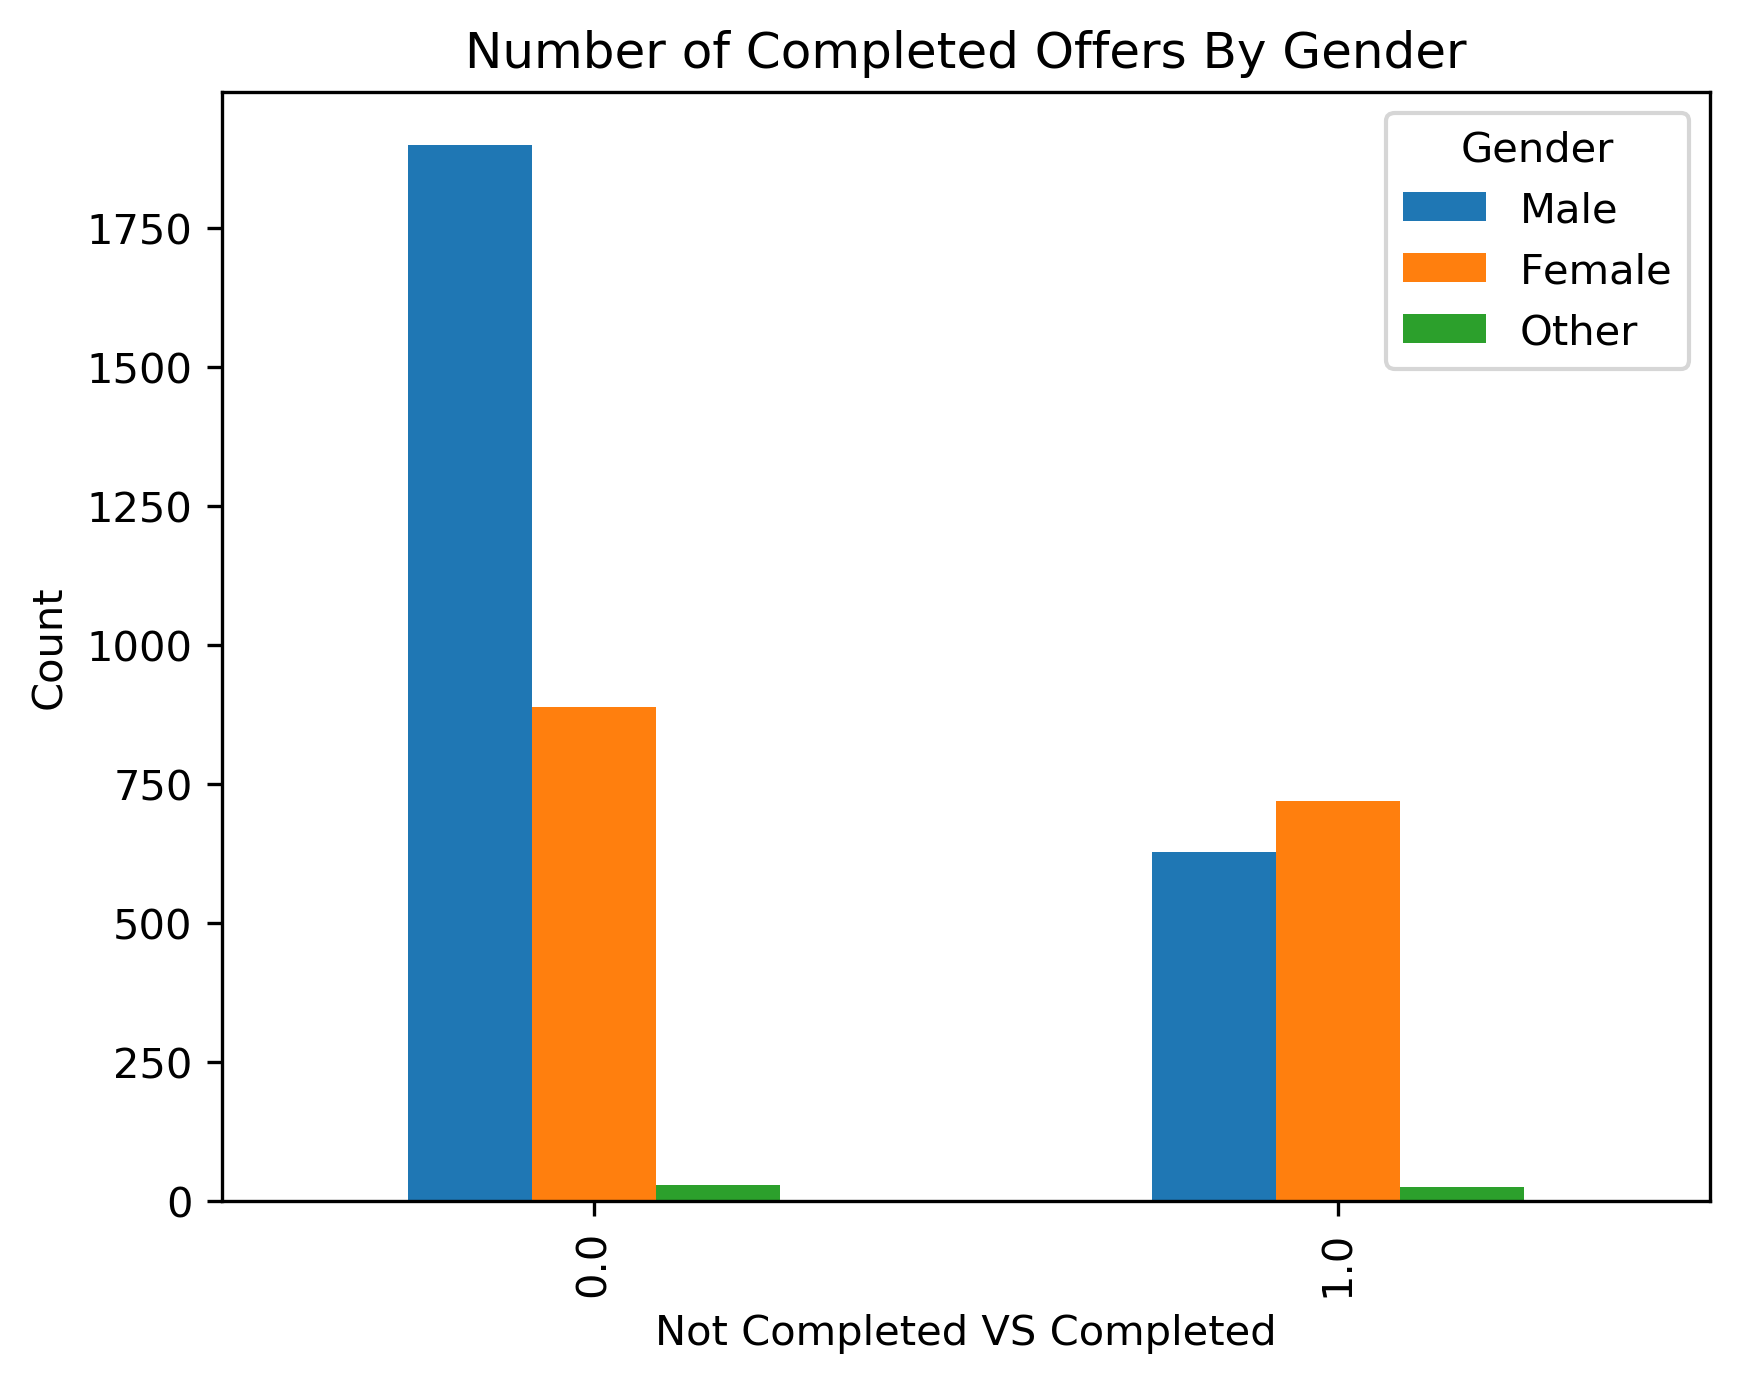 Number of Completed Offers By Gender
Gender
Male
Female
Other
1750
1500
1250
1000
750
500
250
0
Count
0.0
1.0
Not Completed VS Completed